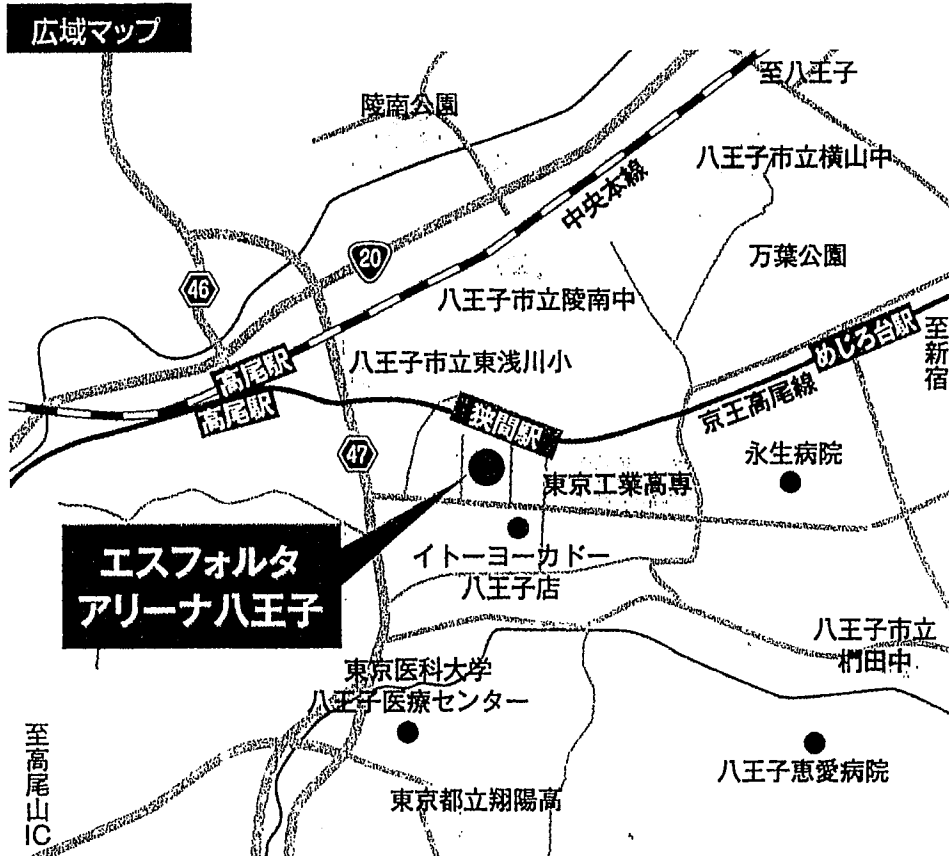 広域マップ
至八王子
陵南公園
八王子市立横山中
中央本線
万葉公園
20
46
八王子市立陵南中
至新宿
めじろ台駅
八王子市立東浅川小
高尾駅
高尾駅
狭間駅
京王高尾線
47
永生病院
東京工業高専
エスフォルタ
アリーナ八王子
イトーヨーカドー
八王子店
八王子市立
椚田中
東京医科大学
八王子医療センター
至高尾山IC
八王子恵愛病院
東京都立翔陽高